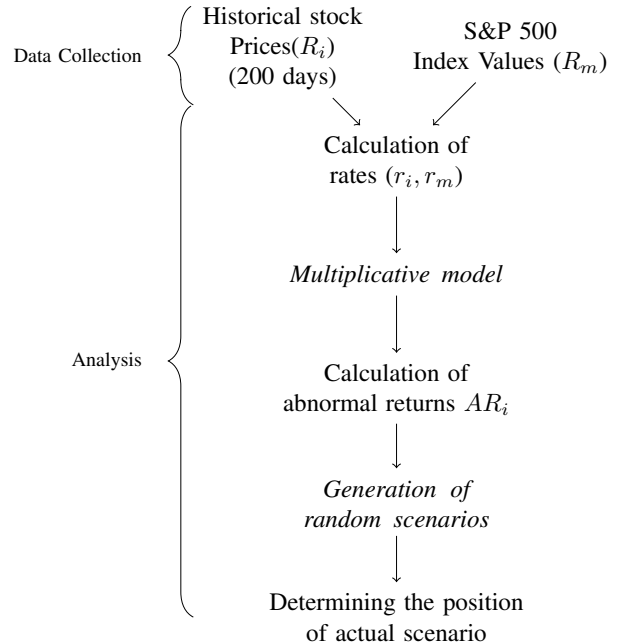 Historical stock
Prices($R_i$)
(200 days)
S&P 500
Index Values ($R_m$)
Data Collection
Calculation of
rates ($r_i, r_m$)
Multiplicative model
Analysis
Calculation of
abnormal returns $AR_i$
Generation of
random scenarios
Determining the position
of actual scenario